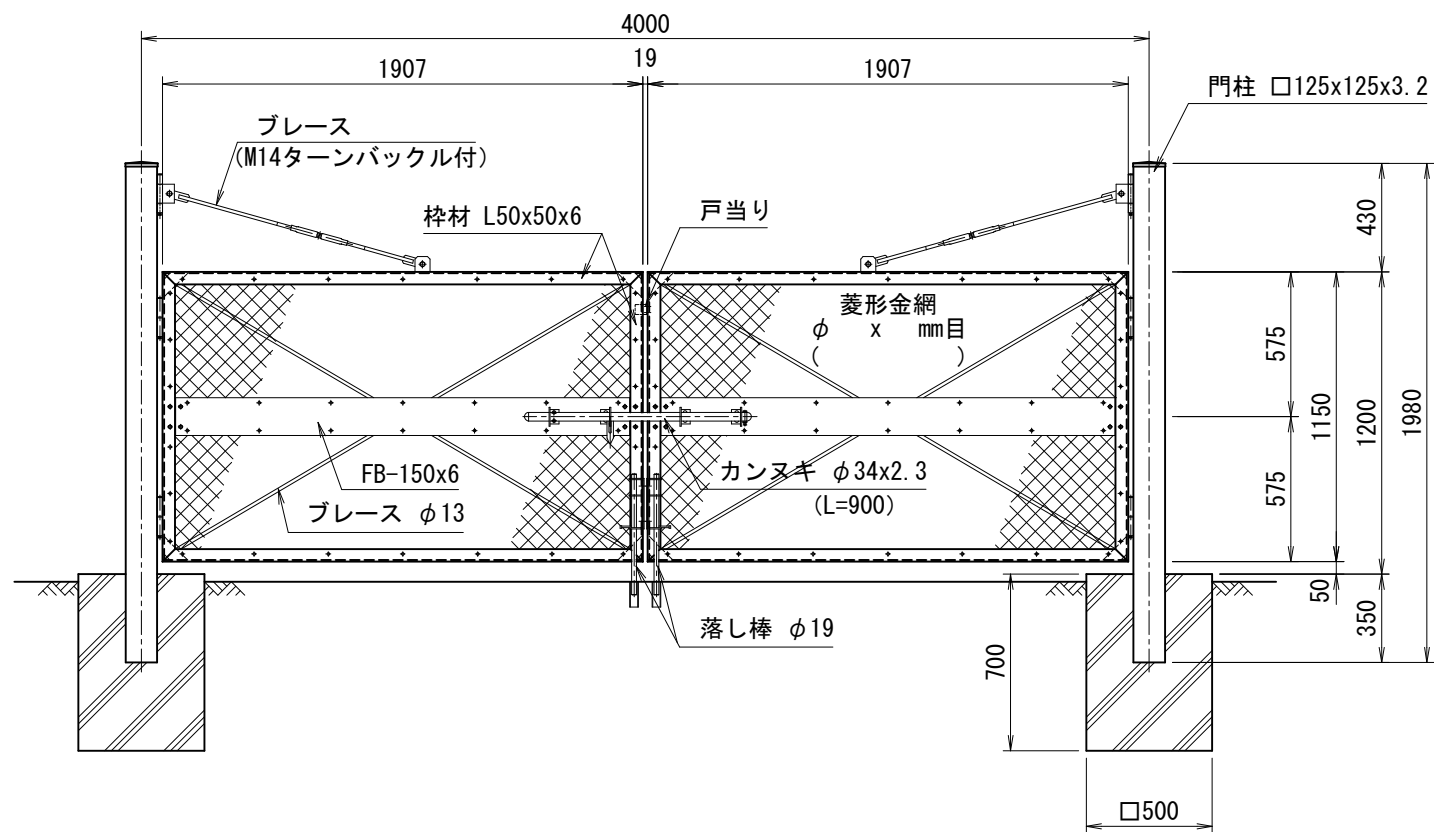 4000
1907
19
1907
門柱 □125x125x3.2
ブレース
(M14ターンバックル付)
枠材 L50x50x6
戸当り
430
菱形金網
φ x mm目
( )
575
575
1150
1200
1980
FB-150x6
カンヌキ φ34x2.3
(L=900)
ブレース φ13
落し棒 φ19
50
350
700
□500